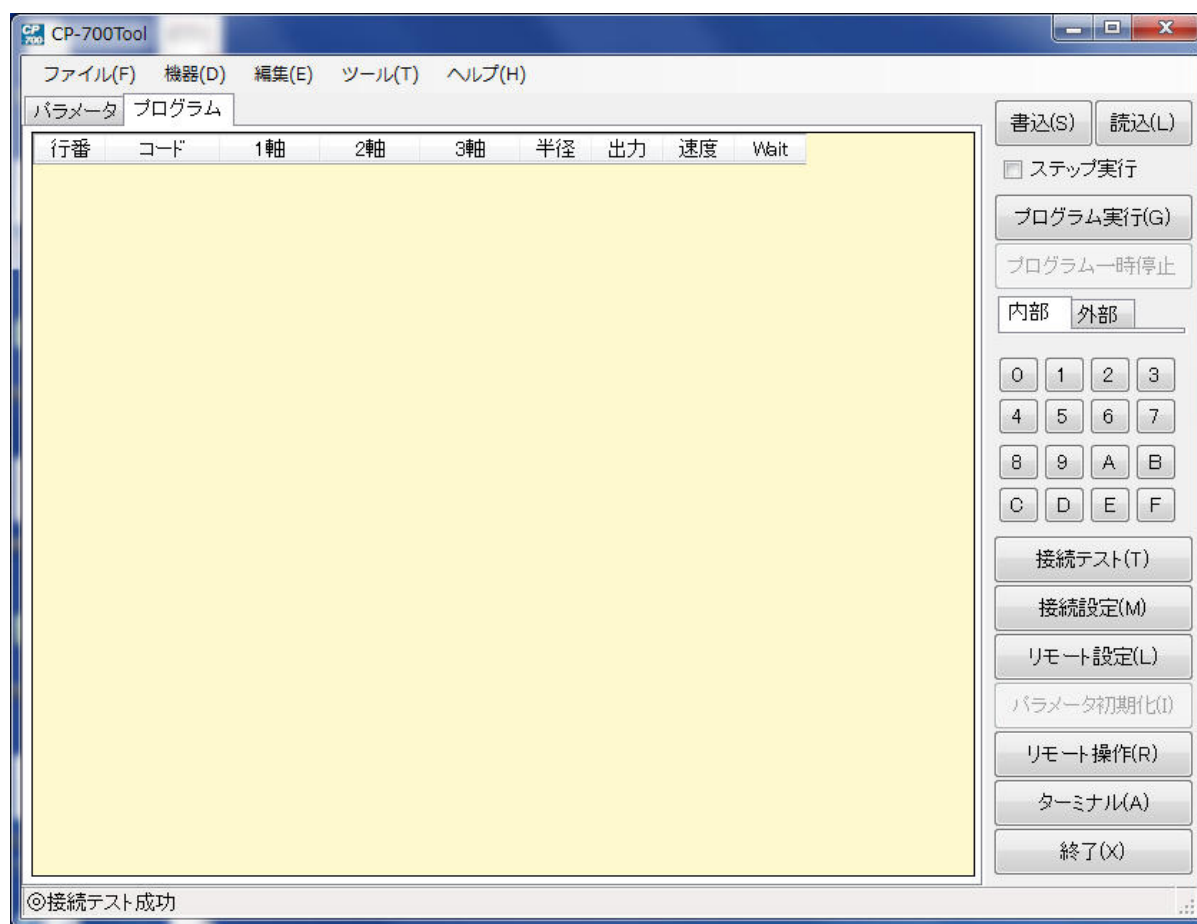 CP 700 CP-700Tool
ファイル(F) 機器(D) 編集(E) ツール(T) ヘルプ(H)
パラメータ プログラム
行番 コード 1軸 2軸 3軸 半径 出力 速度 Wait
書込(S) 読込(L)
ステップ実行
プログラム実行(G)
プログラム一時停止
内部 外部
0 1 2 3
4 5 6 7
8 9 A B
C D E F
接続テスト(T)
接続設定(M)
リモート設定(L)
パラメータ初期化(I)
リモート操作(R)
ターミナル(A)
終了(X)
◎接続テスト成功